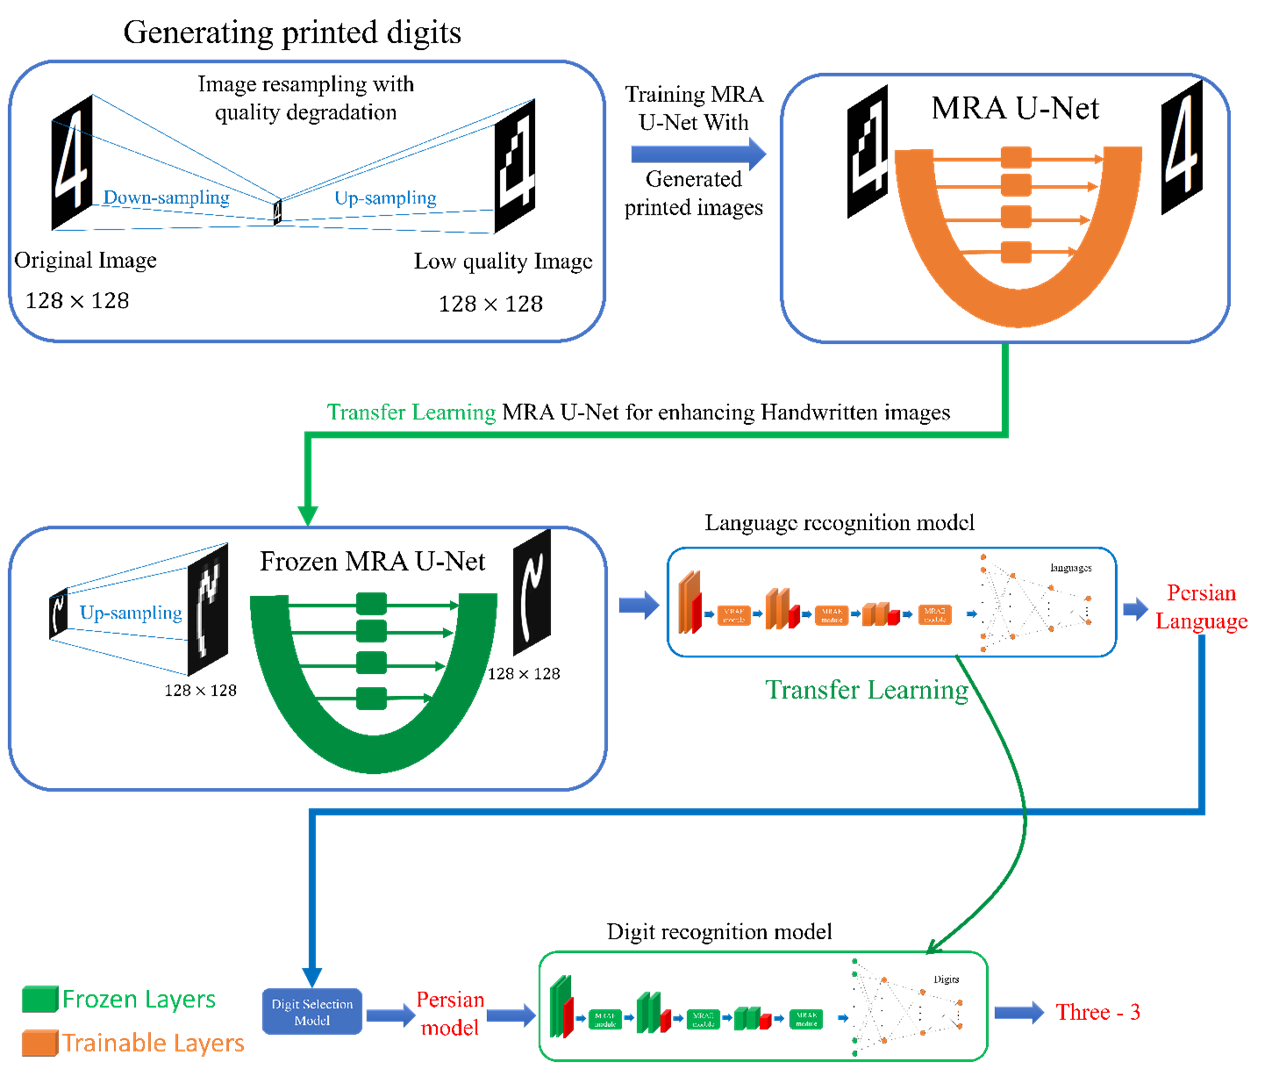 Generating printed digits
Image resampling with
quality degradation
Down-sampling
Up-sampling
Original Image
128 × 128
Low quality Image
128 × 128
Training MRA
U-Net With
Generated
printed images
MRA U-Net
Transfer Learning MRA U-Net for enhancing Handwritten images
Up-sampling
128 × 128
Frozen MRA U-Net
128 × 128
Language recognition model
MRAE
module
MRAE
module
MRAE
module
languages
Persian
Language
Transfer Learning
Frozen Layers
Trainable Layers
Digit Selection
Model
Persian
model
Digit recognition model
MRAE
module
MRAE
module
MRAE
module
Digits
Three - 3